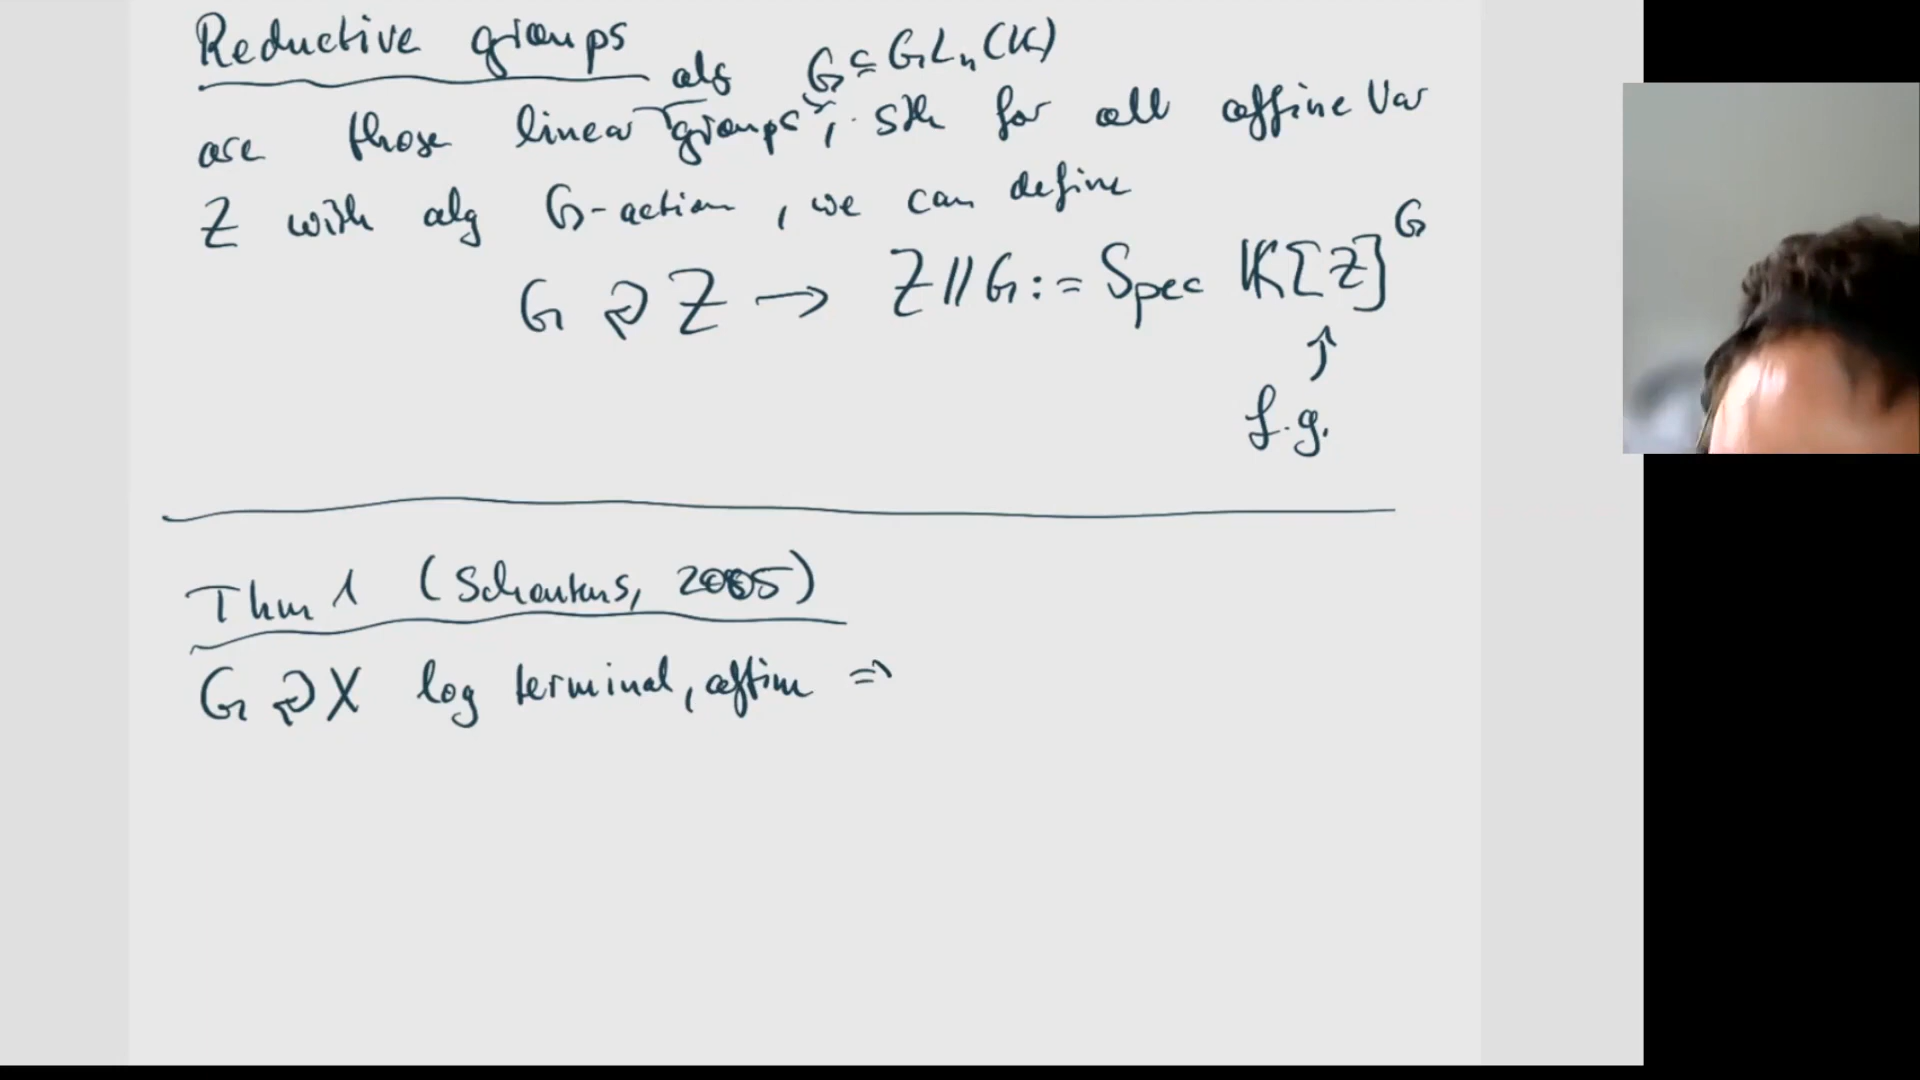 Reductive groups
alg G ⊆ GLn(K)
are those linear groups, sth for all affine Var
Z with alg G-action, we can define
G ↻ Z → Z//G := Spec K[Z]^G
↑
f.g.
Thm 1 (Schoutens, 2005)
G ↻ X log terminal, affine ⇒